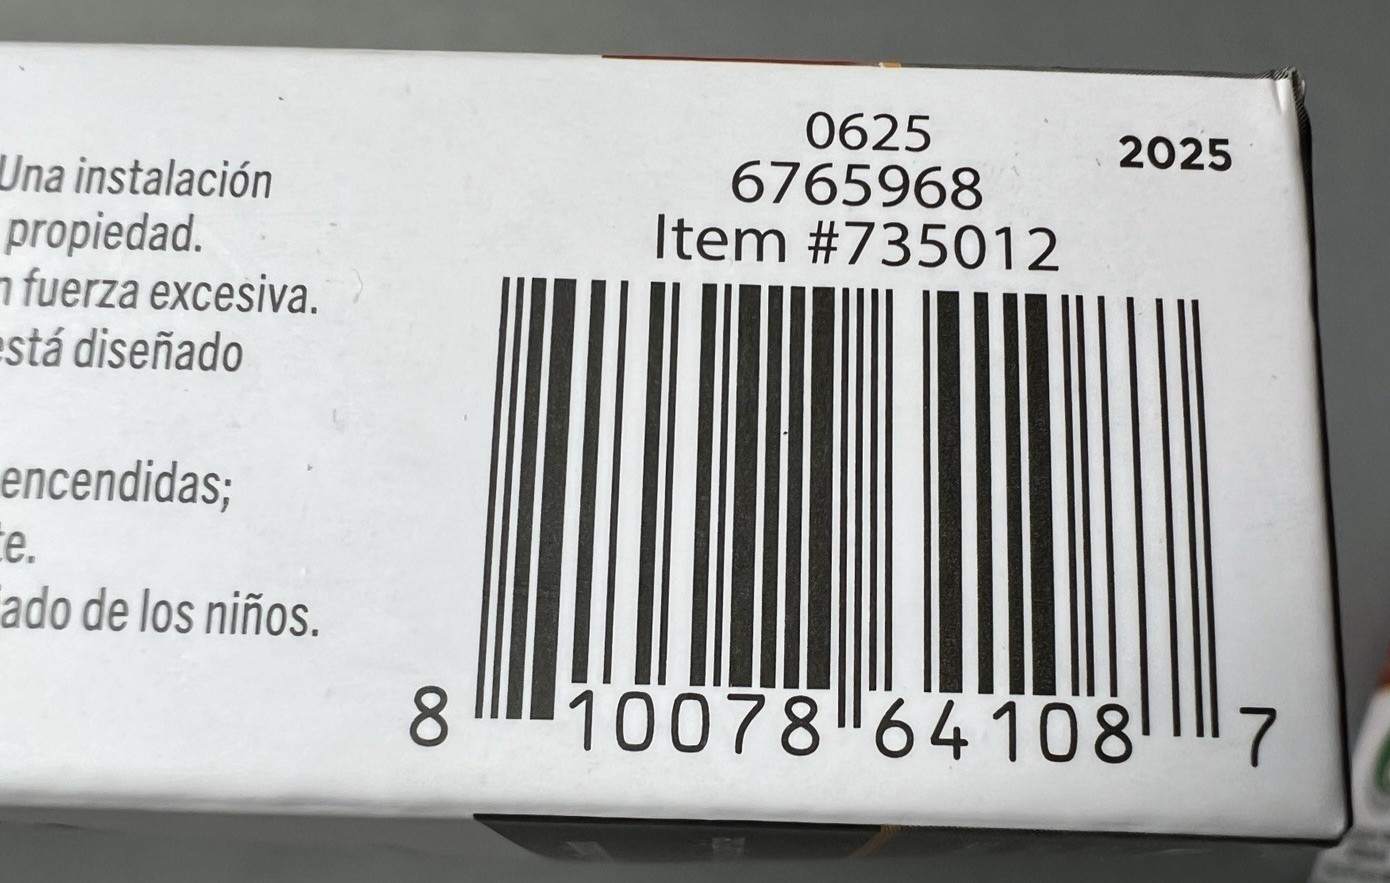 Una instalación
propiedad.
fuerza excesiva.
está diseñado
encendidas;
de los niños.
0625
6765968
Item #735012
2025
8 10078 64108 7